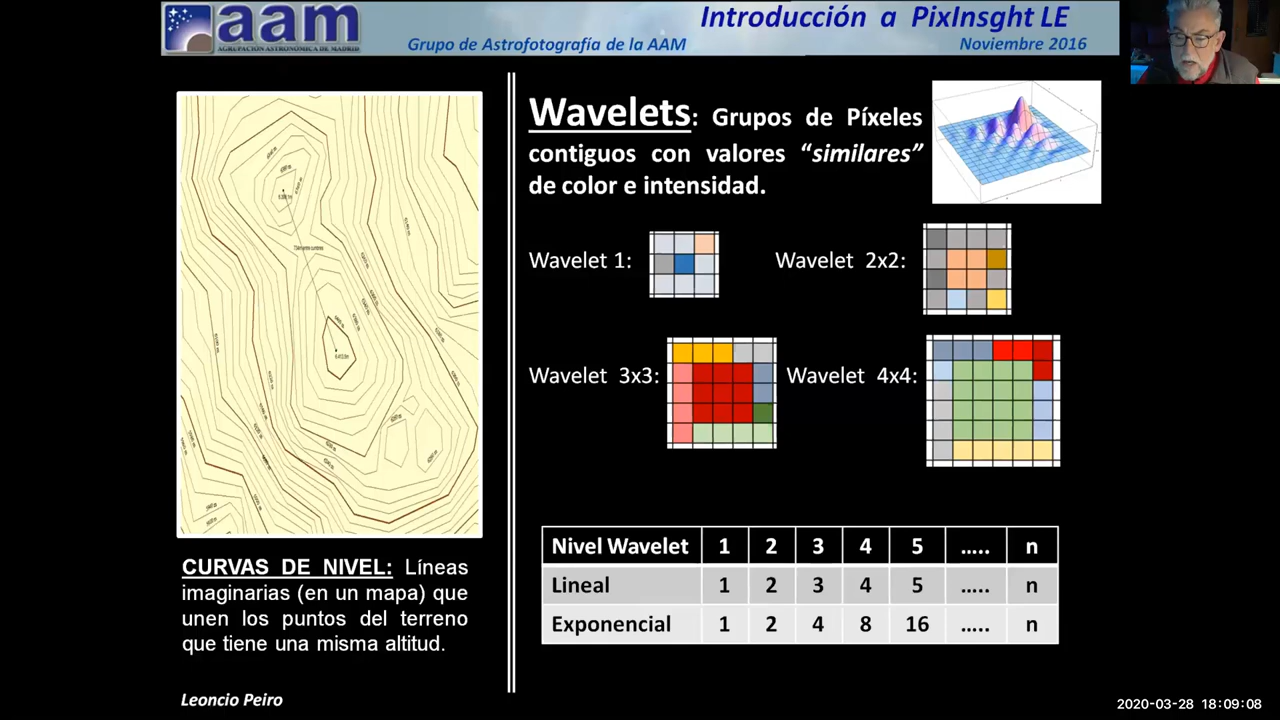 aam
AGRUPACIÓN ASTRONÓMICA DE MADRID
Introducción a PixInsght LE
Grupo de Astrofotografía de la AAM
Noviembre 2016
Wavelets: Grupos de Píxeles
contiguos con valores “similares”
de color e intensidad.
Wavelet 1:
Wavelet 2x2:
Wavelet 3x3:
Wavelet 4x4:
Nivel Wavelet 1 2 3 4 5 ..... n
Lineal 1 2 3 4 5 ..... n
Exponencial 1 2 4 8 16 ..... n
CURVAS DE NIVEL: Líneas
imaginarias (en un mapa) que
unen los puntos del terreno
que tiene una misma altitud.
Leoncio Peiro
2020-03-28 18:09:08